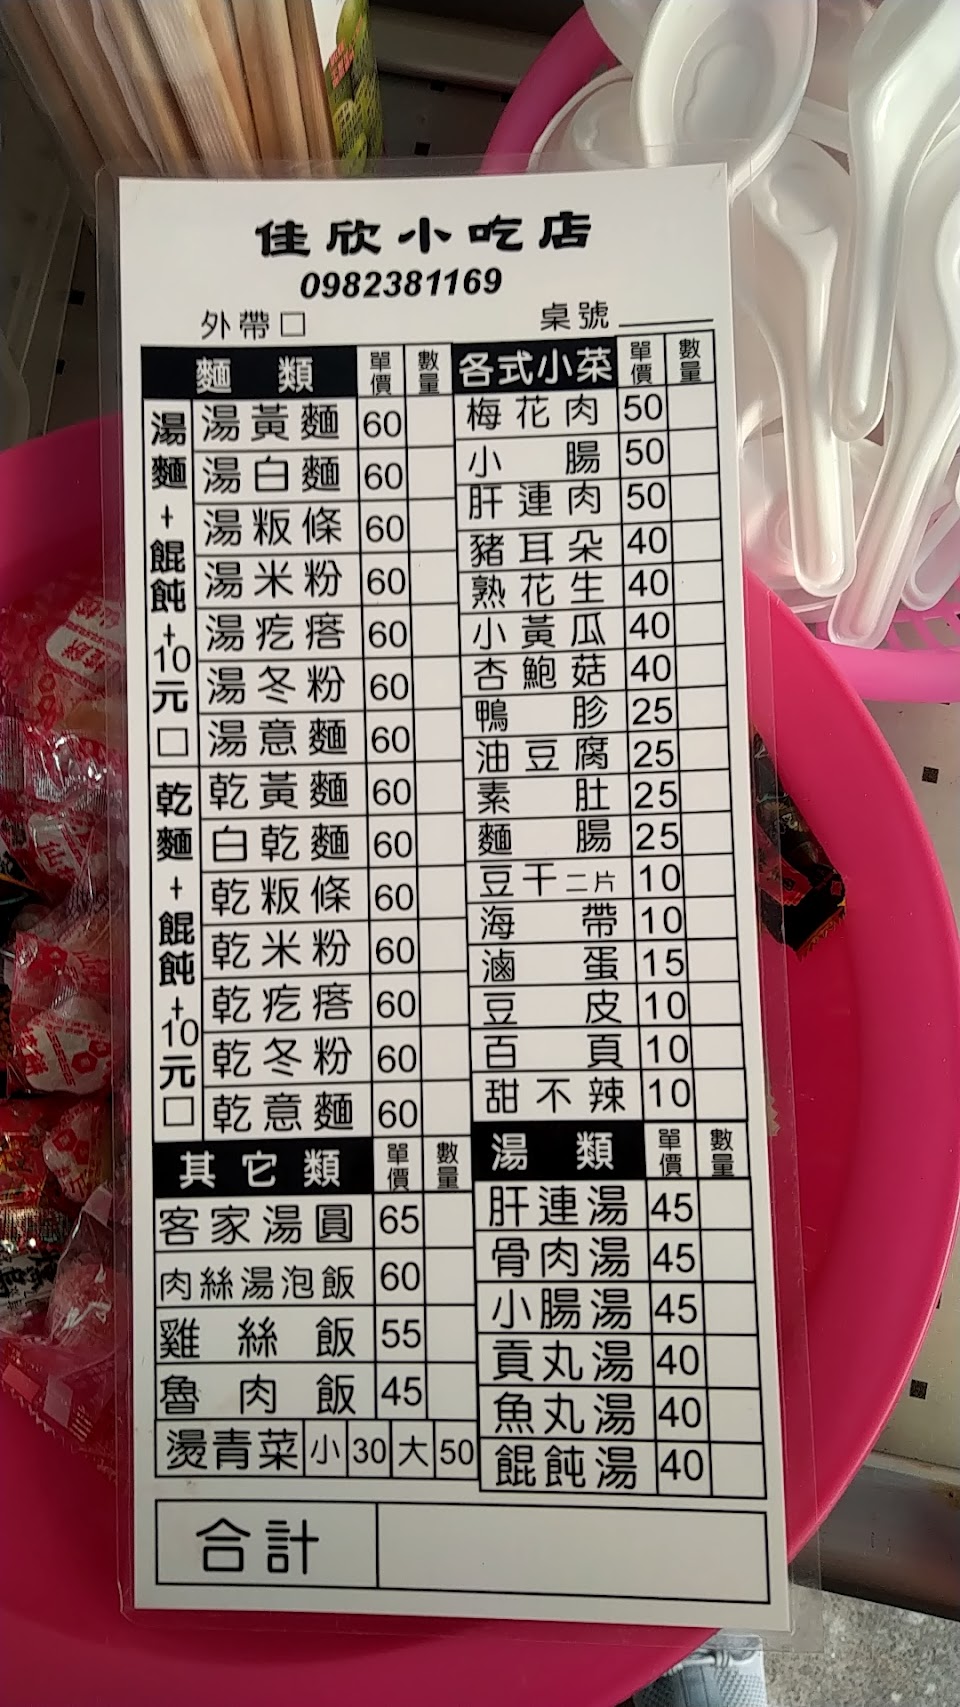 佳欣小吃店
0982381169
外帶□ 桌號
麵類 單價 數量
湯麵+餛飩+10元□
湯黃麵 60
湯白麵 60
湯粄條 60
湯米粉 60
湯疙瘩 60
湯冬粉 60
湯意麵 60
乾麵+餛飩+10元□
乾黃麵 60
白乾麵 60
乾粄條 60
乾米粉 60
乾疙瘩 60
乾冬粉 60
乾意麵 60
其它類 單價 數量
客家湯圓 65
肉絲湯泡飯 60
雞絲飯 55
魯肉飯 45
燙青菜 小 30 大 50
各式小菜 單價 數量
梅花肉 50
小腸 50
肝連肉 50
豬耳朵 40
熟花生 40
小黃瓜 40
杏鮑菇 40
鴨胗 25
油豆腐 25
素肚 25
麵腸 25
豆干二片 10
海帶 10
滷蛋 15
豆皮 10
百頁 10
甜不辣 10
湯類 單價 數量
肝連湯 45
骨肉湯 45
小腸湯 45
貢丸湯 40
魚丸湯 40
餛飩湯 40
合計